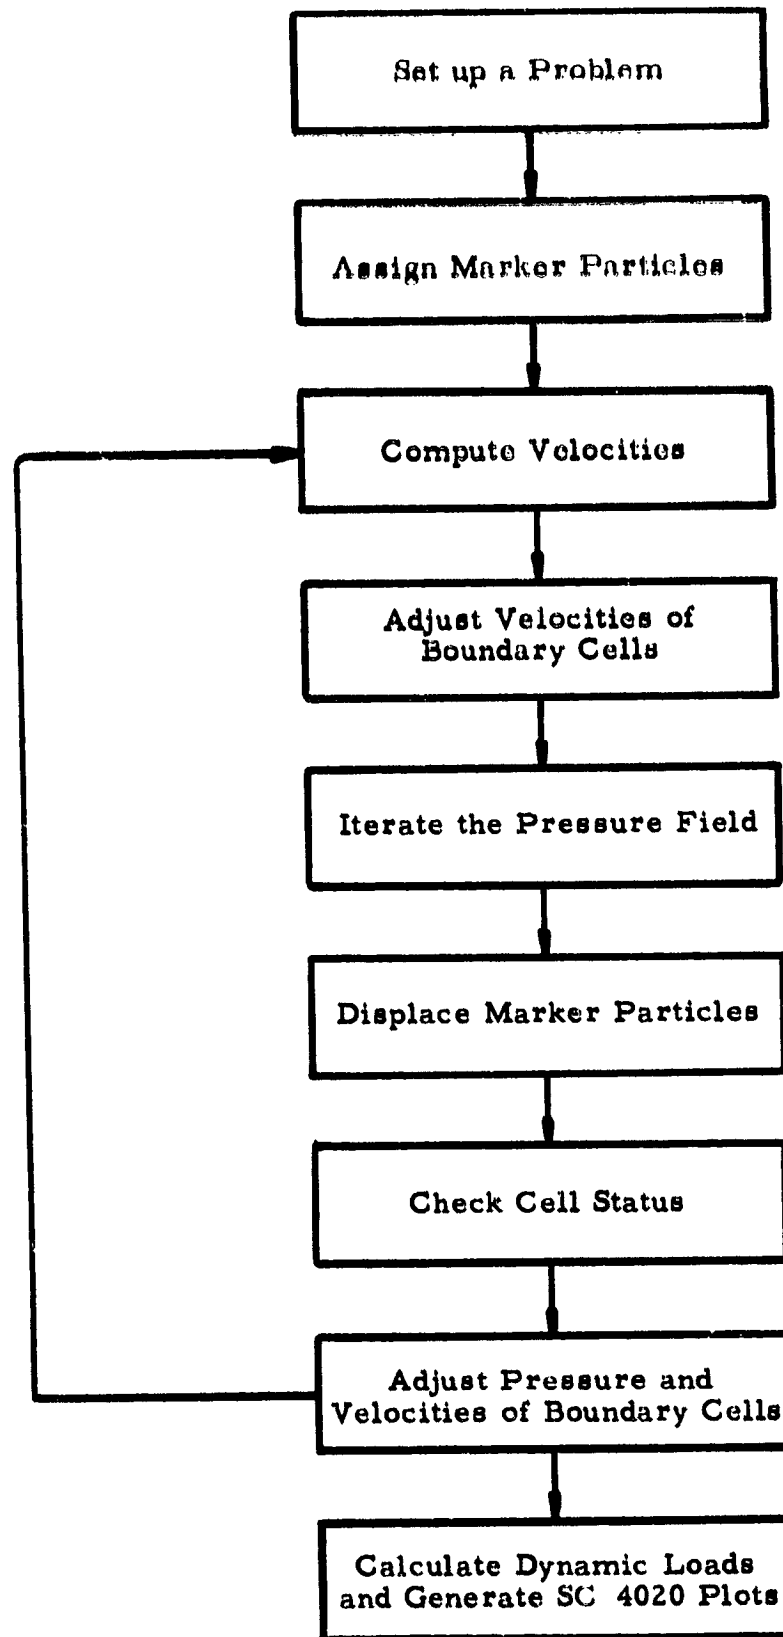 Set up a Problem
Assign Marker Particles
Compute Velocities
Adjust Velocities of
Boundary Cells
Iterate the Pressure Field
Displace Marker Particles
Check Cell Status
Adjust Pressure and
Velocities of Boundary Cells
Calculate Dynamic Loads
and Generate SC 4020 Plots